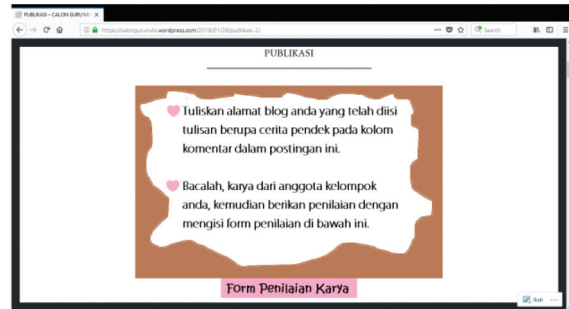 PUBLIKASI – CALON GURU M
https://calongurunulis.wordpress.com/2018/01/28/publikasi-2/
Search
PUBLIKASI
Tuliskan alamat blog anda yang telah diisi
tulisan berupa cerita pendek pada kolom
komentar dalam postingan ini.
Bacalah, karya dari anggota kelompok
anda, kemudian berikan penilaian dengan
mengisi form penilaian di bawah ini.
Form Penilaian Karya
Ikuti